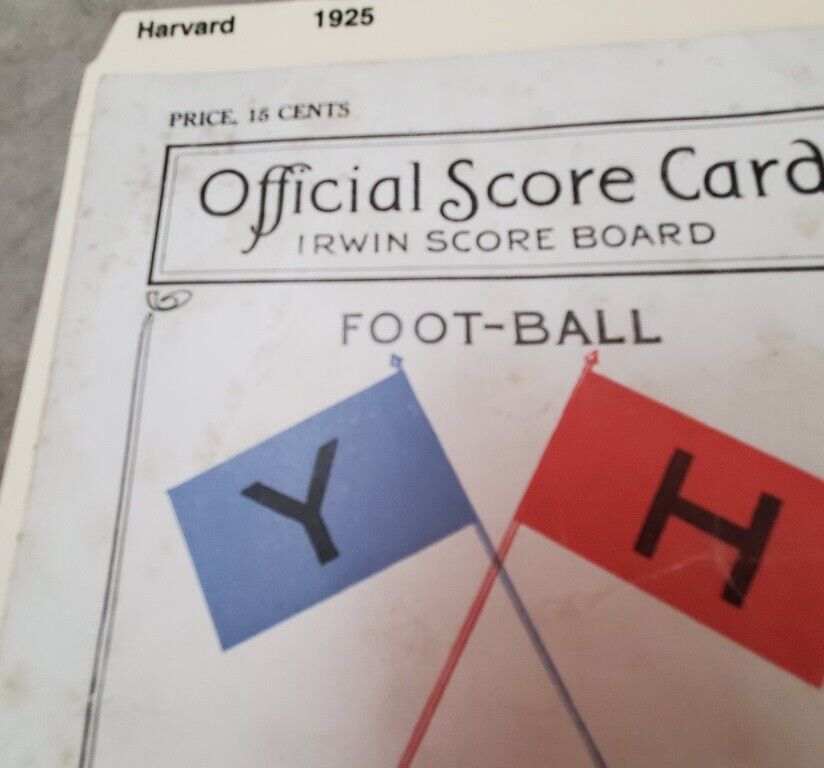 Harvard 1925
PRICE, 15 CENTS
Official Score Card
IRWIN SCORE BOARD
FOOT-BALL
Y H